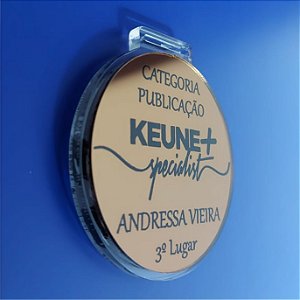 CATEGORIA
PUBLICAÇÃO
KEUNE+
specialist
ANDRESSA VIEIRA
3º Lugar